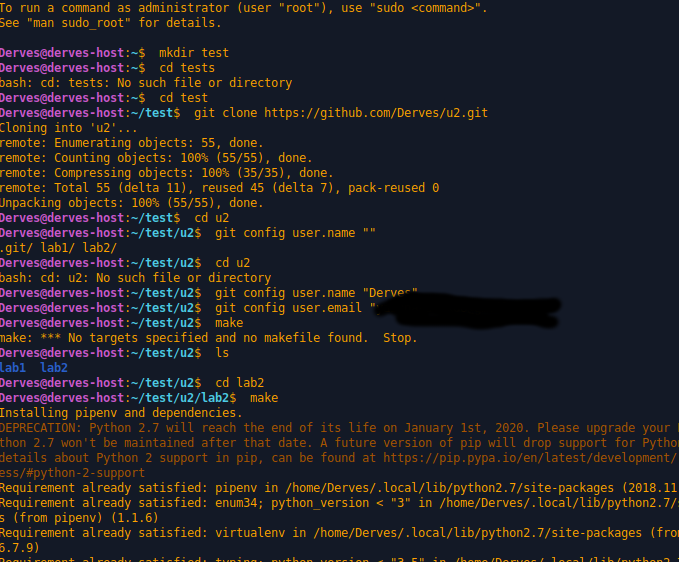 To run a command as administrator (user "root"), use "sudo <command>".
See "man sudo_root" for details.
Derves@derves-host:~$ mkdir test
Derves@derves-host:~$ cd tests
bash: cd: tests: No such file or directory
Derves@derves-host:~$ cd test
Derves@derves-host:~/test$ git clone https://github.com/Derves/u2.git
Cloning into 'u2'...
remote: Enumerating objects: 55, done.
remote: Counting objects: 100% (55/55), done.
remote: Compressing objects: 100% (35/35), done.
remote: Total 55 (delta 11), reused 45 (delta 7), pack-reused 0
Unpacking objects: 100% (55/55), done.
Derves@derves-host:~/test$ cd u2
Derves@derves-host:~/test/u2$ git config user.name ""
.git/ lab1/ lab2/
Derves@derves-host:~/test/u2$ cd u2
bash: cd: u2: No such file or directory
Derves@derves-host:~/test/u2$ git config user.name "Derves"
Derves@derves-host:~/test/u2$ git config user.email "
Derves@derves-host:~/test/u2$ make
make: *** No targets specified and no makefile found.  Stop.
Derves@derves-host:~/test/u2$ ls
lab1  lab2
Derves@derves-host:~/test/u2$ cd lab2
Derves@derves-host:~/test/u2/lab2$ make
Installing pipenv and dependencies.
DEPRECATION: Python 2.7 will reach the end of its life on January 1st, 2020. Please upgrade your
thon 2.7 won't be maintained after that date. A future version of pip will drop support for Python
details about Python 2 support in pip, can be found at https://pip.pypa.io/en/latest/development/
ess/#python-2-support
Requirement already satisfied: pipenv in /home/Derves/.local/lib/python2.7/site-packages (2018.11
Requirement already satisfied: enum34; python_version < "3" in /home/Derves/.local/lib/python2.7/s
s (from pipenv) (1.1.6)
Requirement already satisfied: virtualenv in /home/Derves/.local/lib/python2.7/site-packages (from
6.7.9)
Requirement already satisfied: typing; python_version < "3.5" in /home/Derves/.local/lib/python2.7